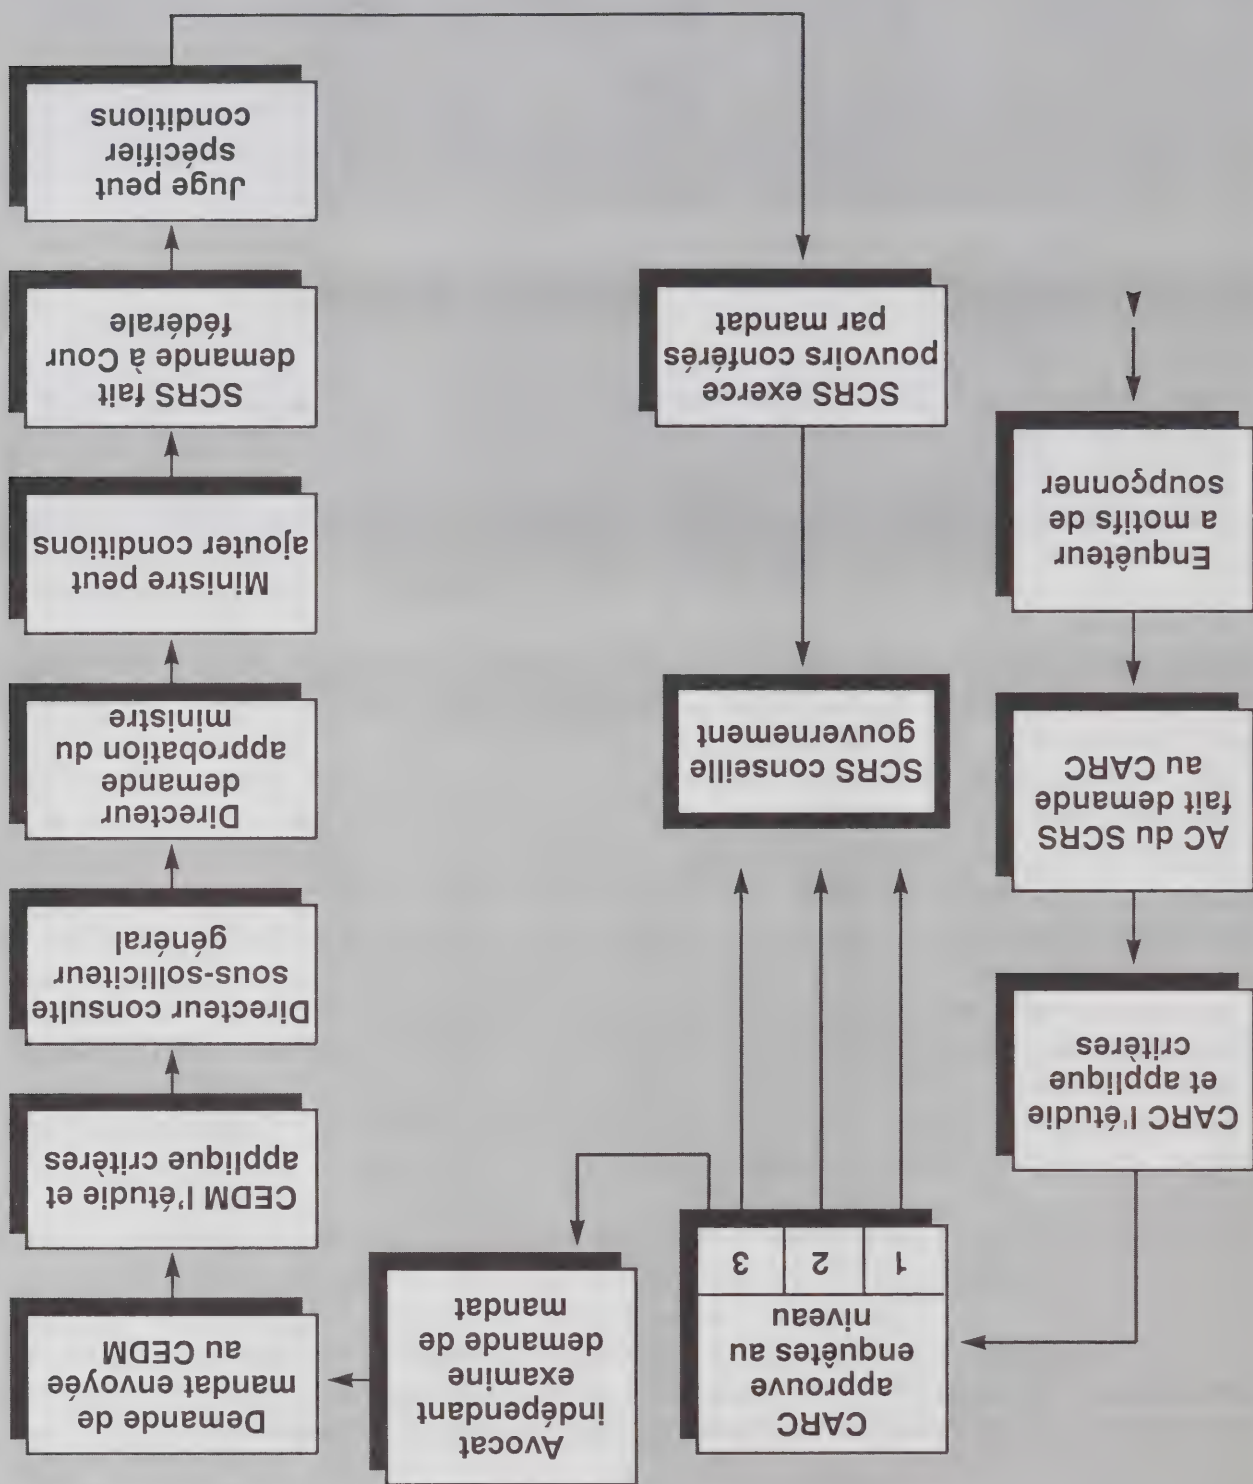 Enquêteur
a motifs de
soupçonner
AC du SCRS
fait demande
au CARC
CARC l'étudie
et applique
critères
CARC
approuve
enquêtes au
niveau
1 2 3
Avocat
indépendant
examine
demande de
mandat
Demande de
mandat envoyée
au CEDM
CEDM l'étudie et
applique critères
Directeur consulte
sous-solliciteur
général
Directeur
demande
approbation du
ministre
Ministre peut
ajouter conditions
SCRS fait
demande à Cour
fédérale
Juge peut
spécifier
conditions
SCRS exerce
pouvoirs conférés
par mandat
SCRS conseille
gouvernement